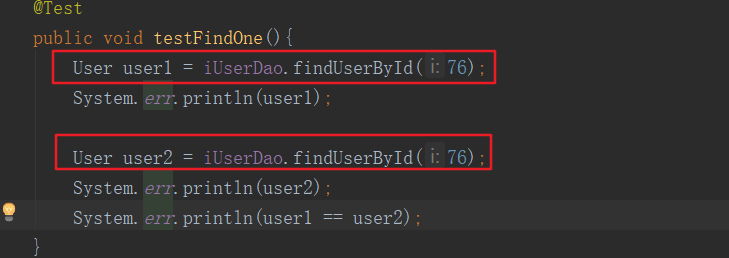 @Test
public void testFindOne(){
User user1 = iUserDao.findUserById( i: 76);
System.err.println(user1);
User user2 = iUserDao.findUserById( i: 76);
System.err.println(user2);
System.err.println(user1 == user2);
}